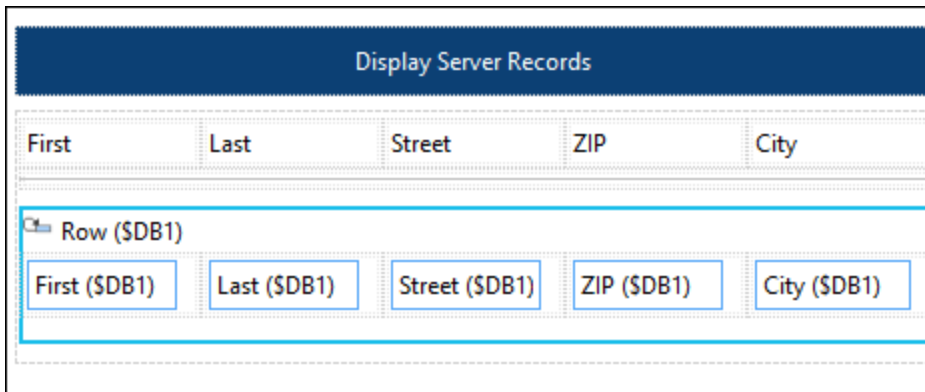 Display Server Records
First Last Street ZIP City
Row ($DB1)
First ($DB1) Last ($DB1) Street ($DB1) ZIP ($DB1) City ($DB1)